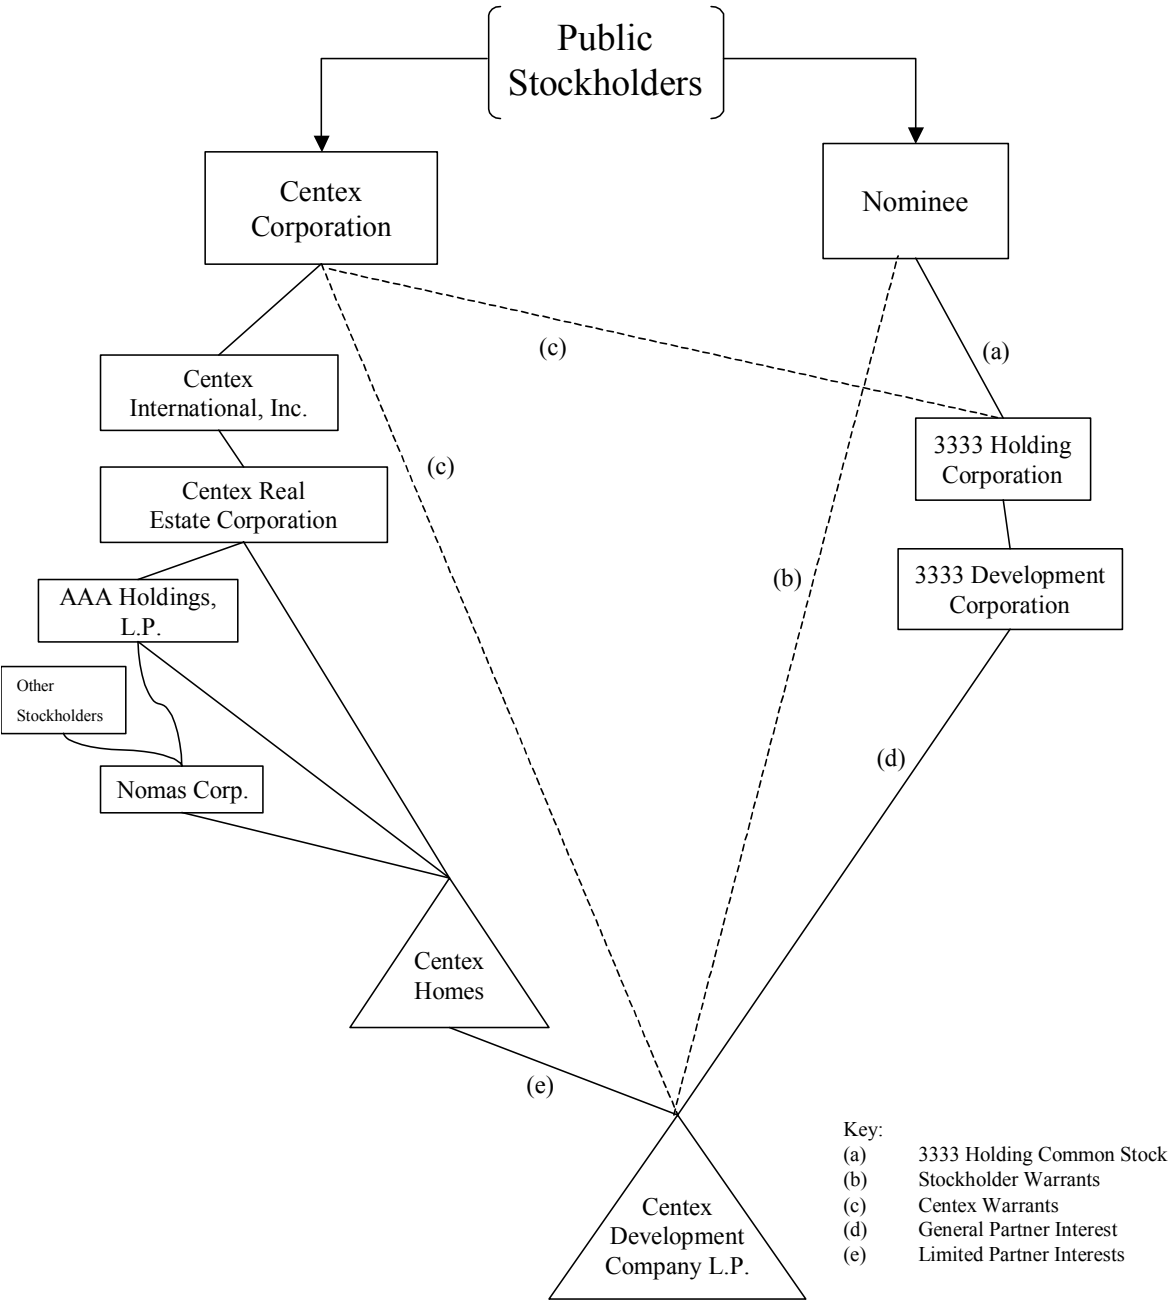 Public
Stockholders
Centex
Corporation
Nominee
(c)
(a)
Centex
International, Inc.
3333 Holding
Corporation
(c)
Centex Real
Estate Corporation
3333 Development
Corporation
(b)
AAA Holdings,
L.P.
Other
Stockholders
(d)
Nomas Corp.
Centex
Homes
(e)
Centex
Development
Company L.P.
Key:
(a) 3333 Holding Common Stock
(b) Stockholder Warrants
(c) Centex Warrants
(d) General Partner Interest
(e) Limited Partner Interests